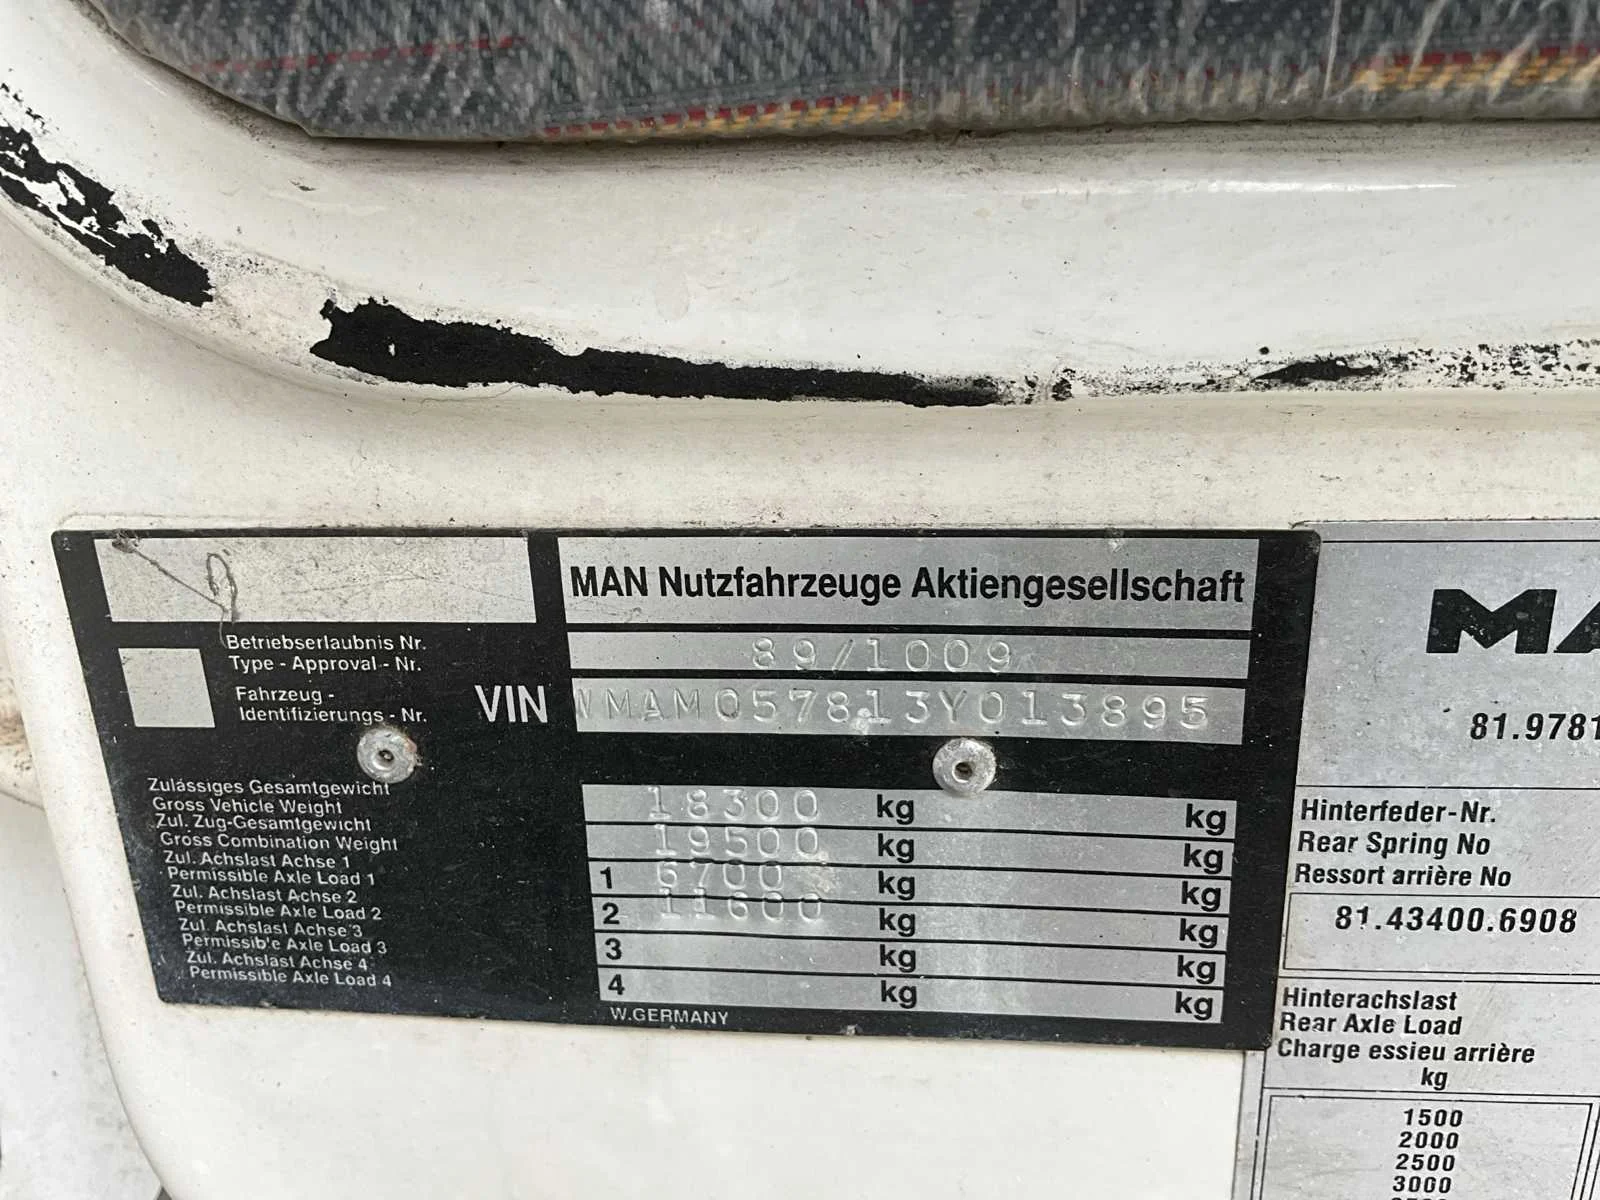 MAN Nutzfahrzeuge Aktiengesellschaft
Betriebserlaubnis Nr.
Type - Approval - Nr.
89/1009
Fahrzeug -
Identifizierungs - Nr.
VIN
WMAM057813Y013895
Zulässiges Gesamtgewicht
Gross Vehicle Weight
18300 kg kg
Zul. Zug-Gesamtgewicht
Gross Combination Weight
19500 kg kg
Zul. Achslast Achse 1
Permissible Axle Load 1
1 6700 kg kg
Zul. Achslast Achse 2
Permissible Axle Load 2
2 11600 kg kg
Zul. Achslast Achse 3
Permissib'e Axle Load 3
3 kg kg
Zul. Achslast Achse 4
Permissible Axle Load 4
4 kg kg
W.GERMANY
81.9781
Hinterfeder-Nr.
Rear Spring No
Ressort arrière No
81.43400.6908
Hinterachslast
Rear Axle Load
Charge essieu arrière
kg
1500
2000
2500
3000